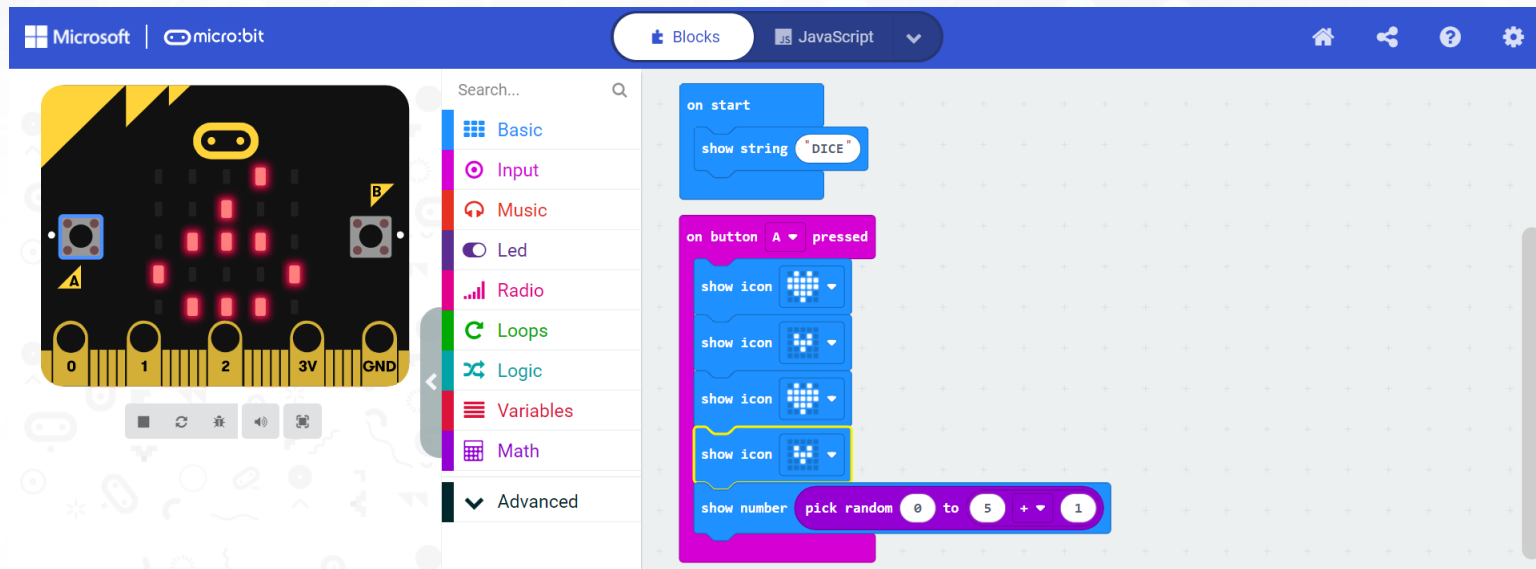 Microsoft | micro:bit
Blocks
JavaScript
Search...
Basic
Input
Music
Led
Radio
Loops
Logic
Variables
Math
Advanced
A
B
0 1 2 3V GND
on start
show string "DICE"
on button A pressed
show icon
show icon
show icon
show icon
show number pick random 0 to 5 + 1